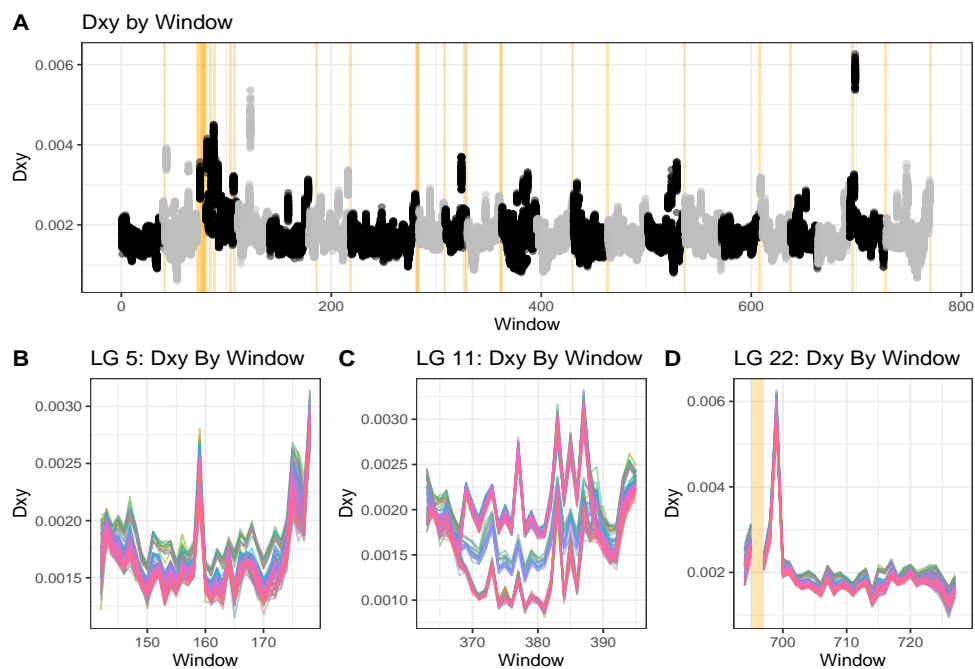 A
Dxy by Window
0.006
0.004
0.002
Dxy
0 200 400 600 800
Window
B
LG 5: Dxy By Window
0.0030
0.0025
0.0020
0.0015
Dxy
150 160 170
Window
C
LG 11: Dxy By Window
0.0030
0.0025
0.0020
0.0015
0.0010
Dxy
370 380 390
Window
D
LG 22: Dxy By Window
0.006
0.004
0.002
Dxy
700 710 720
Window